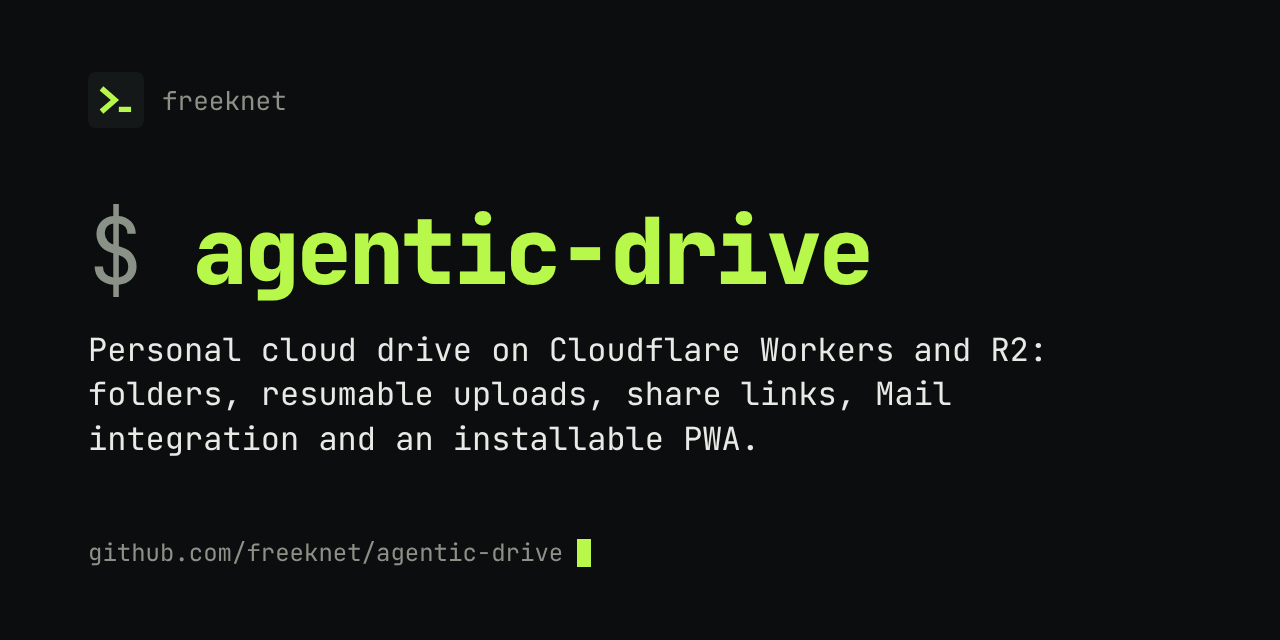 >_ freeknet
$ agentic-drive
Personal cloud drive on Cloudflare Workers and R2:
folders, resumable uploads, share links, Mail
integration and an installable PWA.
github.com/freeknet/agentic-drive